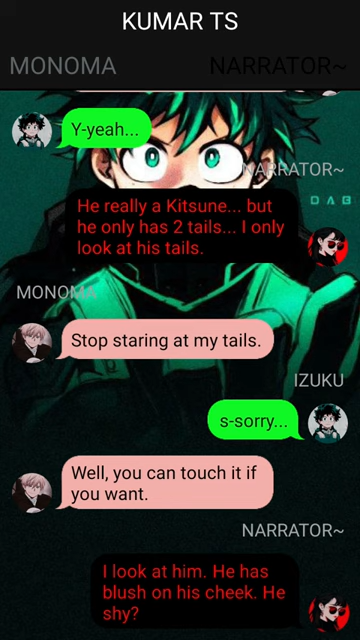 KUMAR TS
MONOMA NARRATOR~
Y-yeah...
NARRATOR~
He really a Kitsune... but
he only has 2 tails... I only
look at his tails.
DAB
MONOMA
Stop staring at my tails.
IZUKU
s-sorry...
Well, you can touch it if
you want.
NARRATOR~
I look at him. He has
blush on his cheek. He
shy?